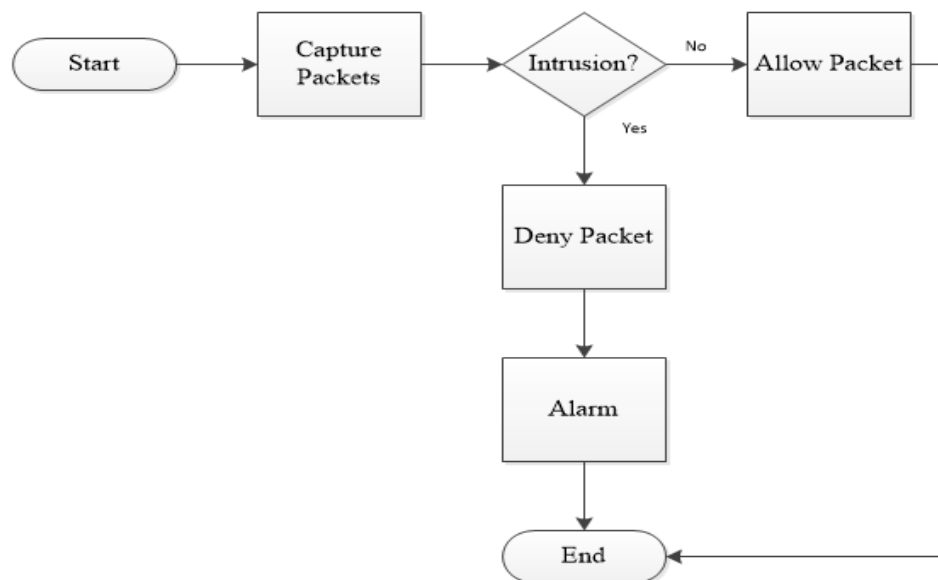 Start
Capture
Packets
Intrusion?
No
Allow Packet
Yes
Deny Packet
Alarm
End